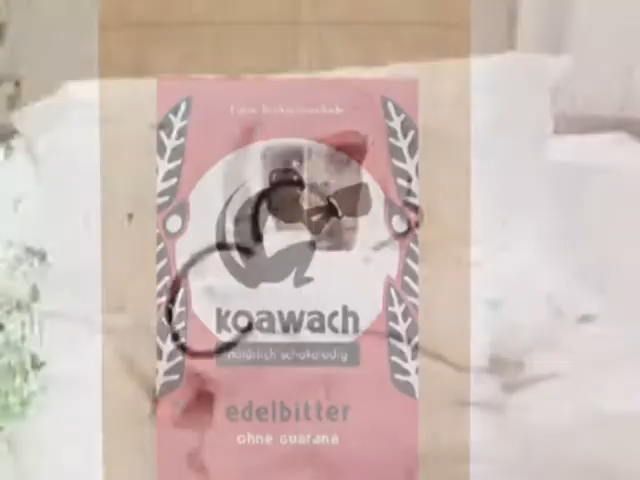 koawach
natürlich schokoladig
edelbitter
ohne Guarana